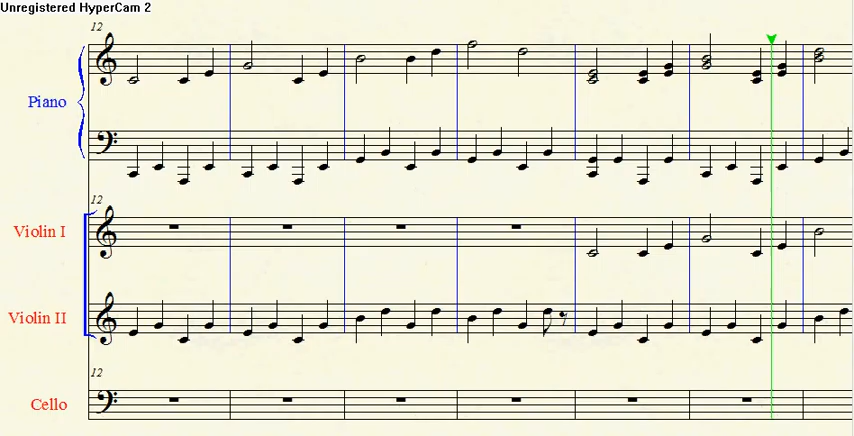 Unregistered HyperCam 2
12
Piano
12
Violin I
Violin II
12
Cello